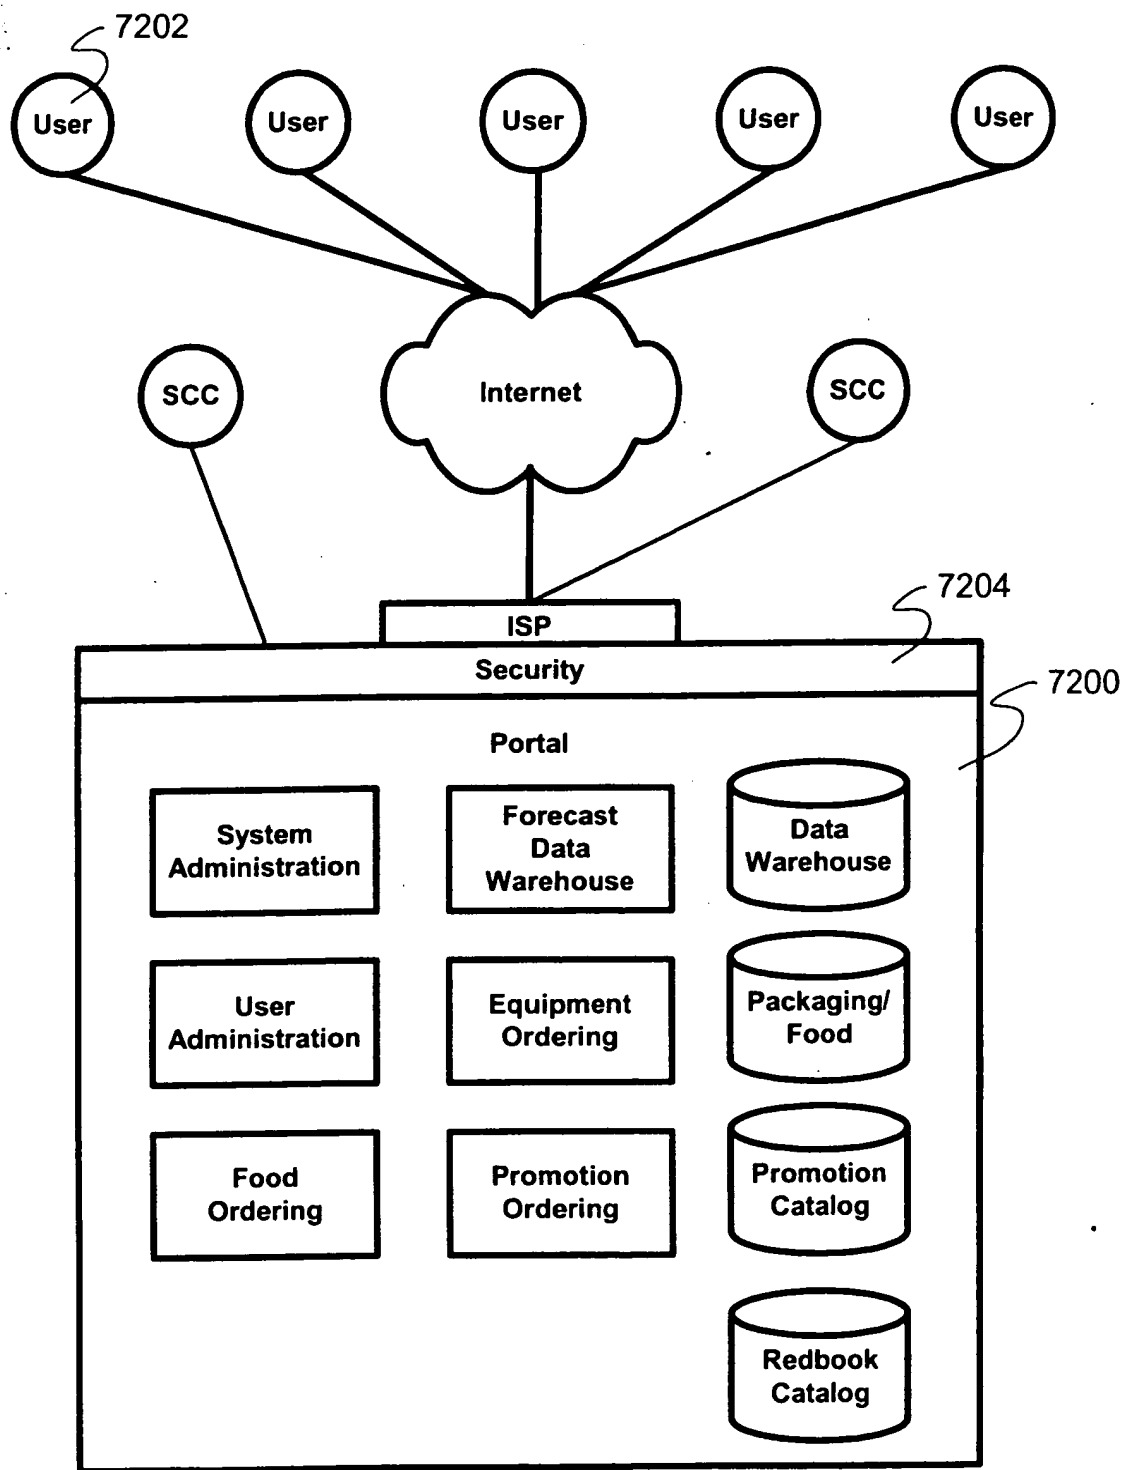 7202
User
User
User
User
User
Internet
SCC
SCC
7204
ISP
Security
7200
Portal
System
Administration
Forecast
Data
Warehouse
Data
Warehouse
User
Administration
Equipment
Ordering
Packaging/
Food
Food
Ordering
Promotion
Ordering
Promotion
Catalog
Redbook
Catalog